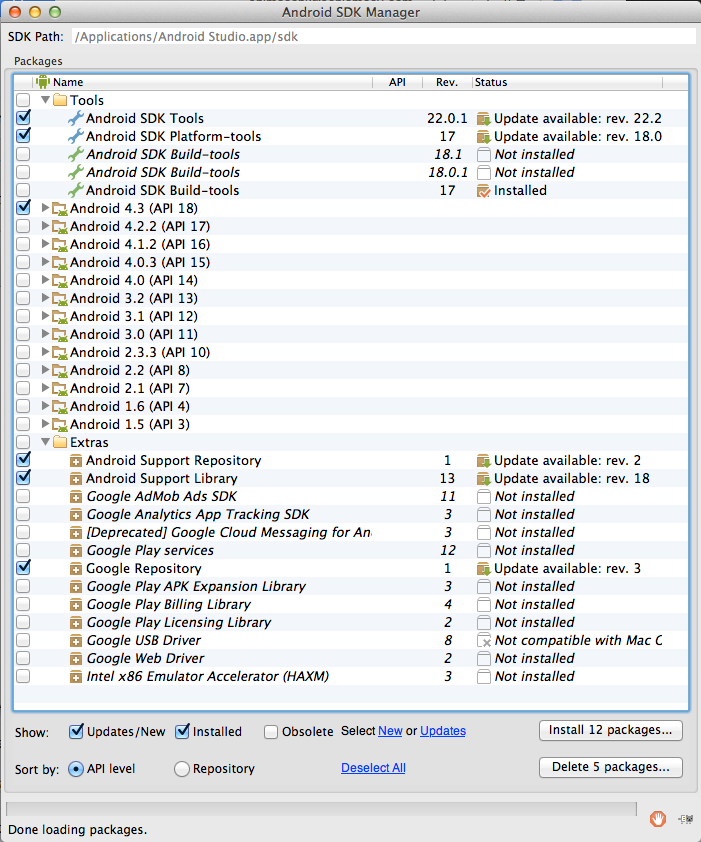 Android SDK Manager
SDK Path: /Applications/Android Studio.app/sdk
Packages
Name API Rev. Status
Tools
Android SDK Tools 22.0.1 Update available: rev. 22.2
Android SDK Platform-tools 17 Update available: rev. 18.0
Android SDK Build-tools 18.1 Not installed
Android SDK Build-tools 18.0.1 Not installed
Android SDK Build-tools 17 Installed
Android 4.3 (API 18)
Android 4.2.2 (API 17)
Android 4.1.2 (API 16)
Android 4.0.3 (API 15)
Android 4.0 (API 14)
Android 3.2 (API 13)
Android 3.1 (API 12)
Android 3.0 (API 11)
Android 2.3.3 (API 10)
Android 2.2 (API 8)
Android 2.1 (API 7)
Android 1.6 (API 4)
Android 1.5 (API 3)
Extras
Android Support Repository 1 Update available: rev. 2
Android Support Library 13 Update available: rev. 18
Google AdMob Ads SDK 11 Not installed
Google Analytics App Tracking SDK 3 Not installed
[Deprecated] Google Cloud Messaging for An 3 Not installed
Google Play services 12 Not installed
Google Repository 1 Update available: rev. 3
Google Play APK Expansion Library 3 Not installed
Google Play Billing Library 4 Not installed
Google Play Licensing Library 2 Not installed
Google USB Driver 8 Not compatible with Mac O
Google Web Driver 2 Not installed
Intel x86 Emulator Accelerator (HAXM) 3 Not installed
Show: Updates/New Installed Obsolete Select New or Updates Install 12 packages...
Sort by: API level Repository Deselect All Delete 5 packages...
Done loading packages.